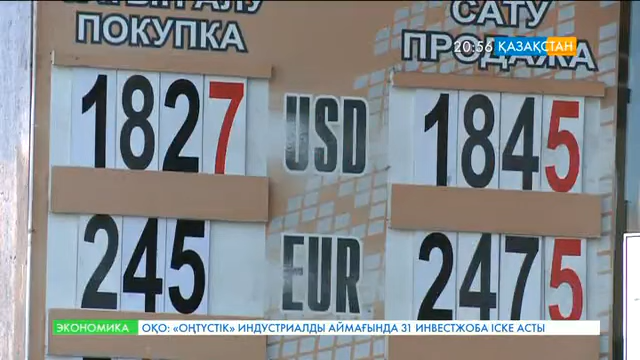 САТУ
ПОКУПКА
ПРОДАЖА
20:56 ҚАЗАҚСТАН
1827 USD 1845
245 EUR 2475
ЭКОНОМИКА ОҚО: «ОҢТҮСТІК» ИНДУСТРИАЛДЫ АЙМАҒЫНДА 31 ИНВЕСТЖОБА ІСКЕ АСТЫ